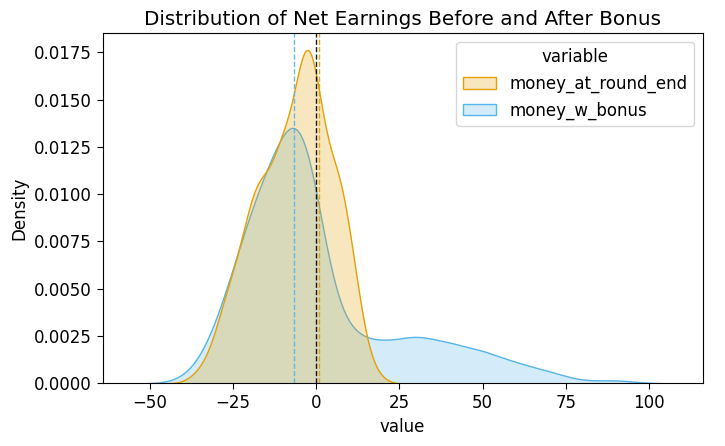 Distribution of Net Earnings Before and After Bonus
variable
money_at_round_end
money_w_bonus
Density
0.0175
0.0150
0.0125
0.0100
0.0075
0.0050
0.0025
0.0000
−50
−25
0
25
50
75
100
value